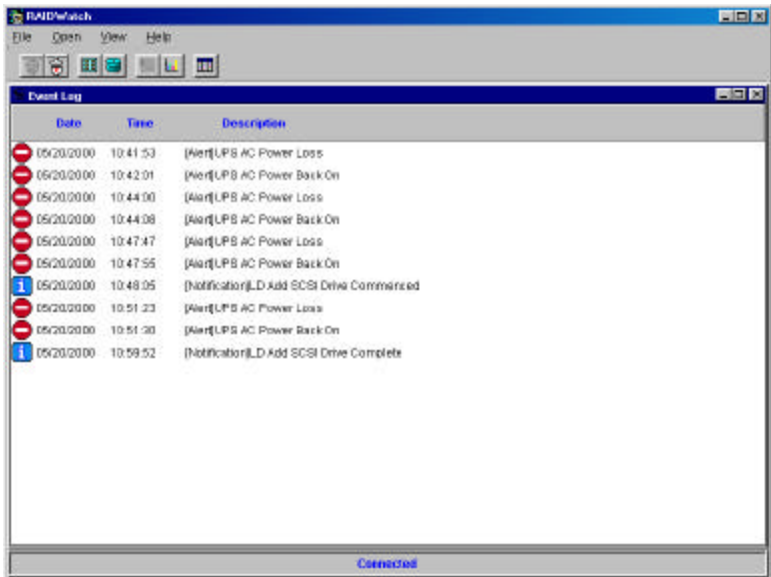 RAIDWatch
File Open View Help
Event Log
Date Time Description
05/20/2000 10:41:53 [Alert]UPS AC Power Loss
05/20/2000 10:42:01 [Alert]UPS AC Power Back On
05/20/2000 10:44:00 [Alert]UPS AC Power Loss
05/20/2000 10:44:08 [Alert]UPS AC Power Back On
05/20/2000 10:47:47 [Alert]UPS AC Power Loss
05/20/2000 10:47:55 [Alert]UPS AC Power Back On
05/20/2000 10:48:05 [Notification]LD Add SCSI Drive Commenced
05/20/2000 10:51:23 [Alert]UPS AC Power Loss
05/20/2000 10:51:30 [Alert]UPS AC Power Back On
05/20/2000 10:59:52 [Notification]LD Add SCSI Drive Complete
Connected